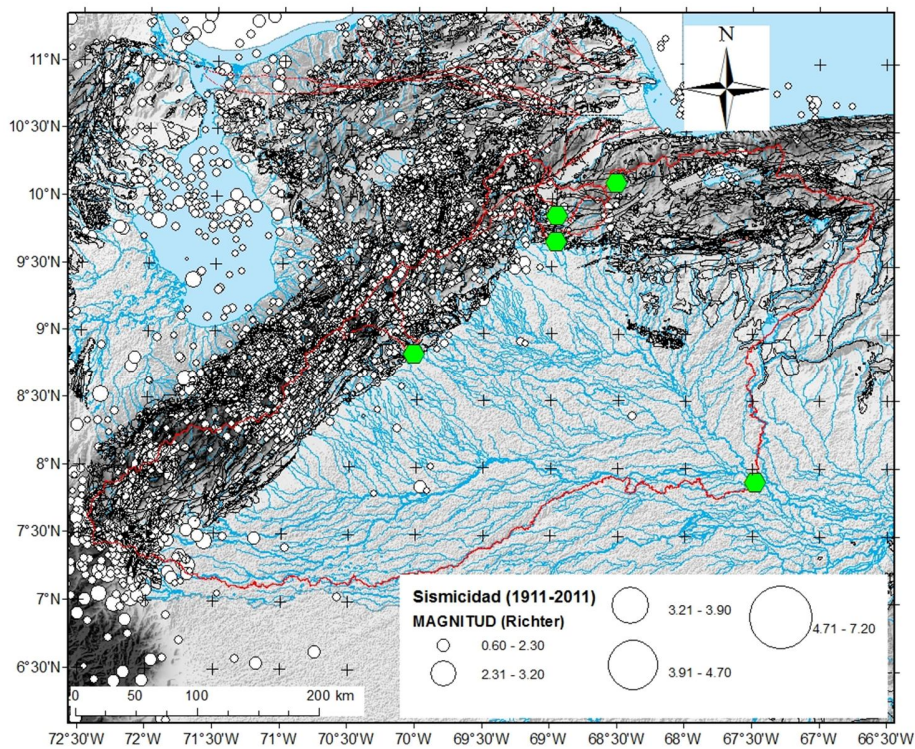 N
11°N
10°30'N
10°N
9°30'N
9°N
8°30'N
8°N
7°30'N
7°N
6°30'N
Sismicidad (1911-2011)
MAGNITUD (Richter)
0.60 - 2.30
2.31 - 3.20
3.21 - 3.90
3.91 - 4.70
4.71 - 7.20
0 50 100 200 km
72°30'W 72°W 71°30'W 71°W 70°30'W 70°W 69°30'W 69°W 68°30'W 68°W 67°30'W 67°W 66°30'W